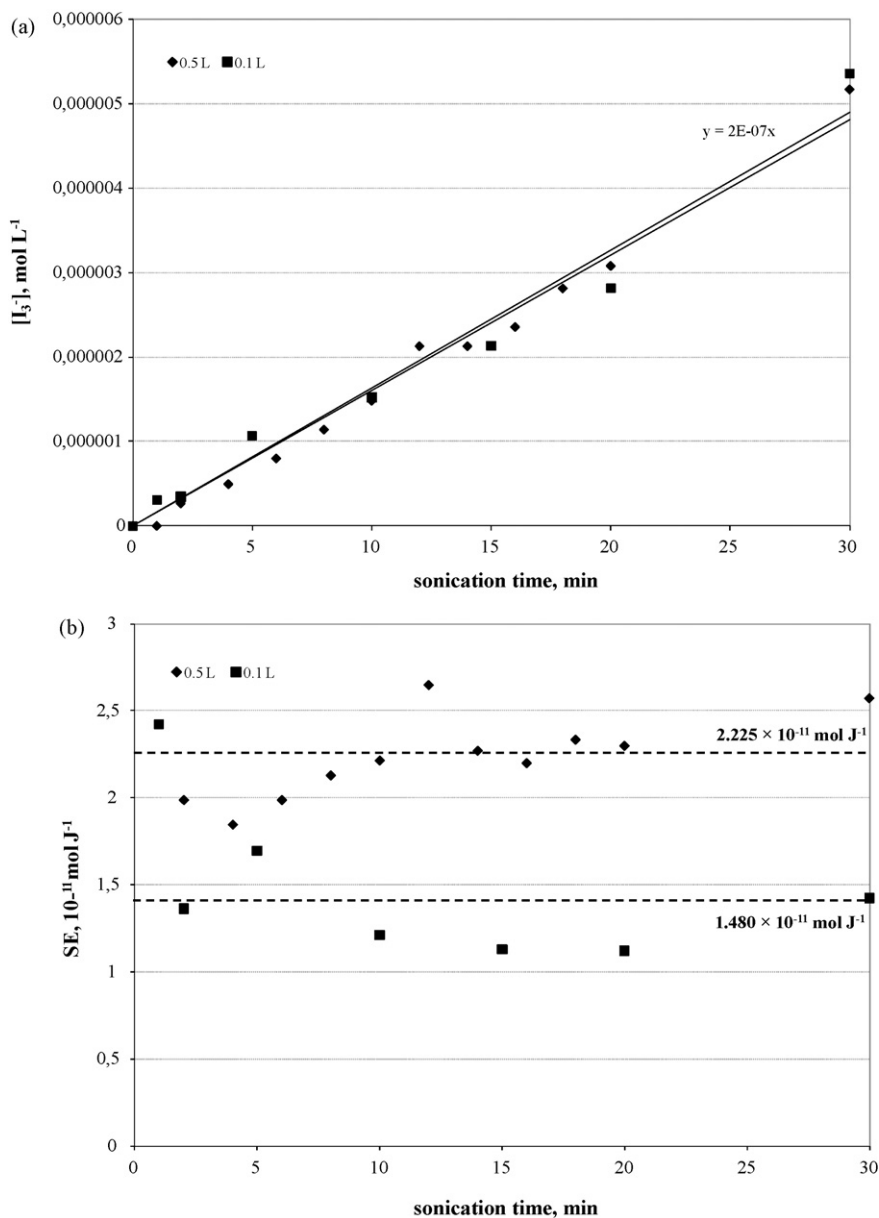 (a)
0,000006
0.5 L 0.1 L
0,000005
y = 2E-07x
0,000004
[I₃⁻], mol L⁻¹
0,000003
0,000002
0,000001
0
0 5 10 15 20 25 30
sonication time, min
(b)
3
0.5 L 0.1 L
2,5
2.225 × 10⁻¹¹ mol J⁻¹
2
SE, 10⁻¹¹ mol J⁻¹
1,5
1.480 × 10⁻¹¹ mol J⁻¹
1
0,5
0
0 5 10 15 20 25 30
sonication time, min